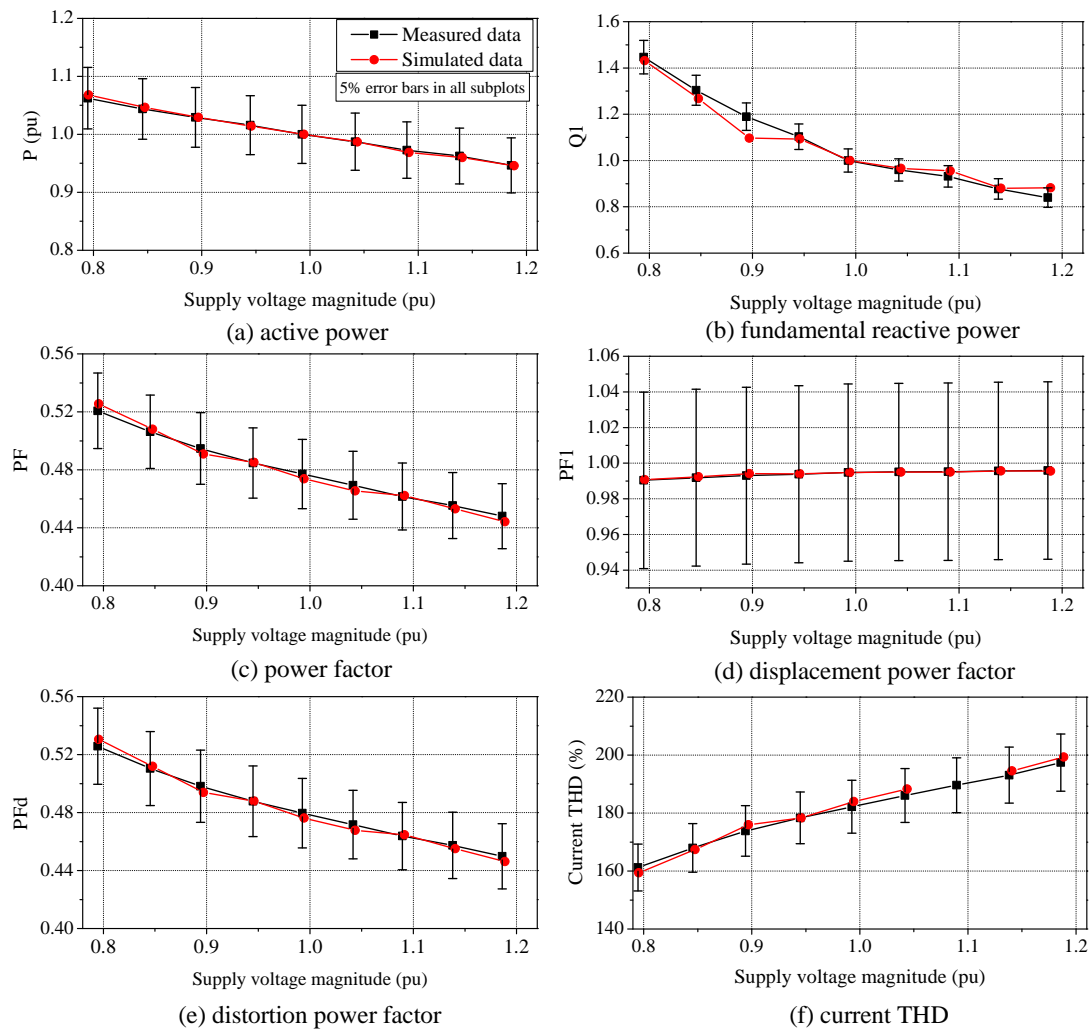 1.2
1.1
1.0
0.9
0.8
P (pu)
Measured data
Simulated data
5% error bars in all subplots
0.8 0.9 1.0 1.1 1.2
Supply voltage magnitude (pu)
(a) active power
1.6
1.4
1.2
1.0
0.8
0.6
Q1
0.8 0.9 1.0 1.1 1.2
Supply voltage magnitude (pu)
(b) fundamental reactive power
0.56
0.52
0.48
0.44
0.40
PF
0.8 0.9 1.0 1.1 1.2
Supply voltage magnitude (pu)
(c) power factor
1.06
1.04
1.02
1.00
0.98
0.96
0.94
PF1
0.8 0.9 1.0 1.1 1.2
Supply voltage magnitude (pu)
(d) displacement power factor
0.56
0.52
0.48
0.44
0.40
PFd
0.8 0.9 1.0 1.1 1.2
Supply voltage magnitude (pu)
(e) distortion power factor
220
200
180
160
140
Current THD (%)
0.8 0.9 1.0 1.1 1.2
Supply voltage magnitude (pu)
(f) current THD